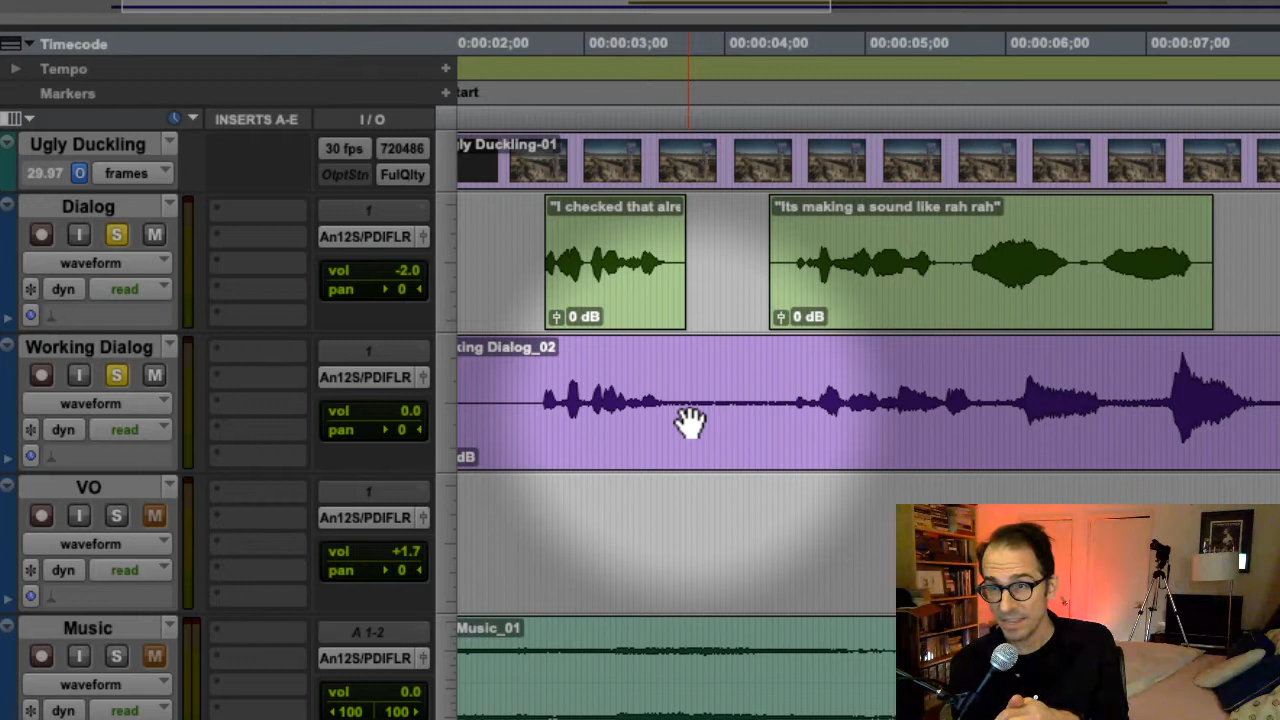 Timecode
0:00:02;00 0:00:03;00 0:00:04;00 0:00:05;00 0:00:06;00 0:00:07;00
Tempo +
Markers + tart
INSERTS A-E I / O
Ugly Duckling 30 fps 720486 ly Duckling-01
29.97 O frames OtptStn FulQlty
Dialog 1 "I checked that alre "Its making a sound like rah rah"
I S M An12S/PDIFLR
waveform vol -2.0
dyn read pan 0
0 dB 0 dB
Working Dialog 1 king Dialog_02
I S M An12S/PDIFLR
waveform vol 0.0
dyn read pan 0
dB
VO 1
I S M An12S/PDIFLR
waveform vol +1.7
dyn read pan 0
Music A 1-2 Music_01
I S M An12S/PDIFLR
waveform vol 0.0
dyn read 100 100